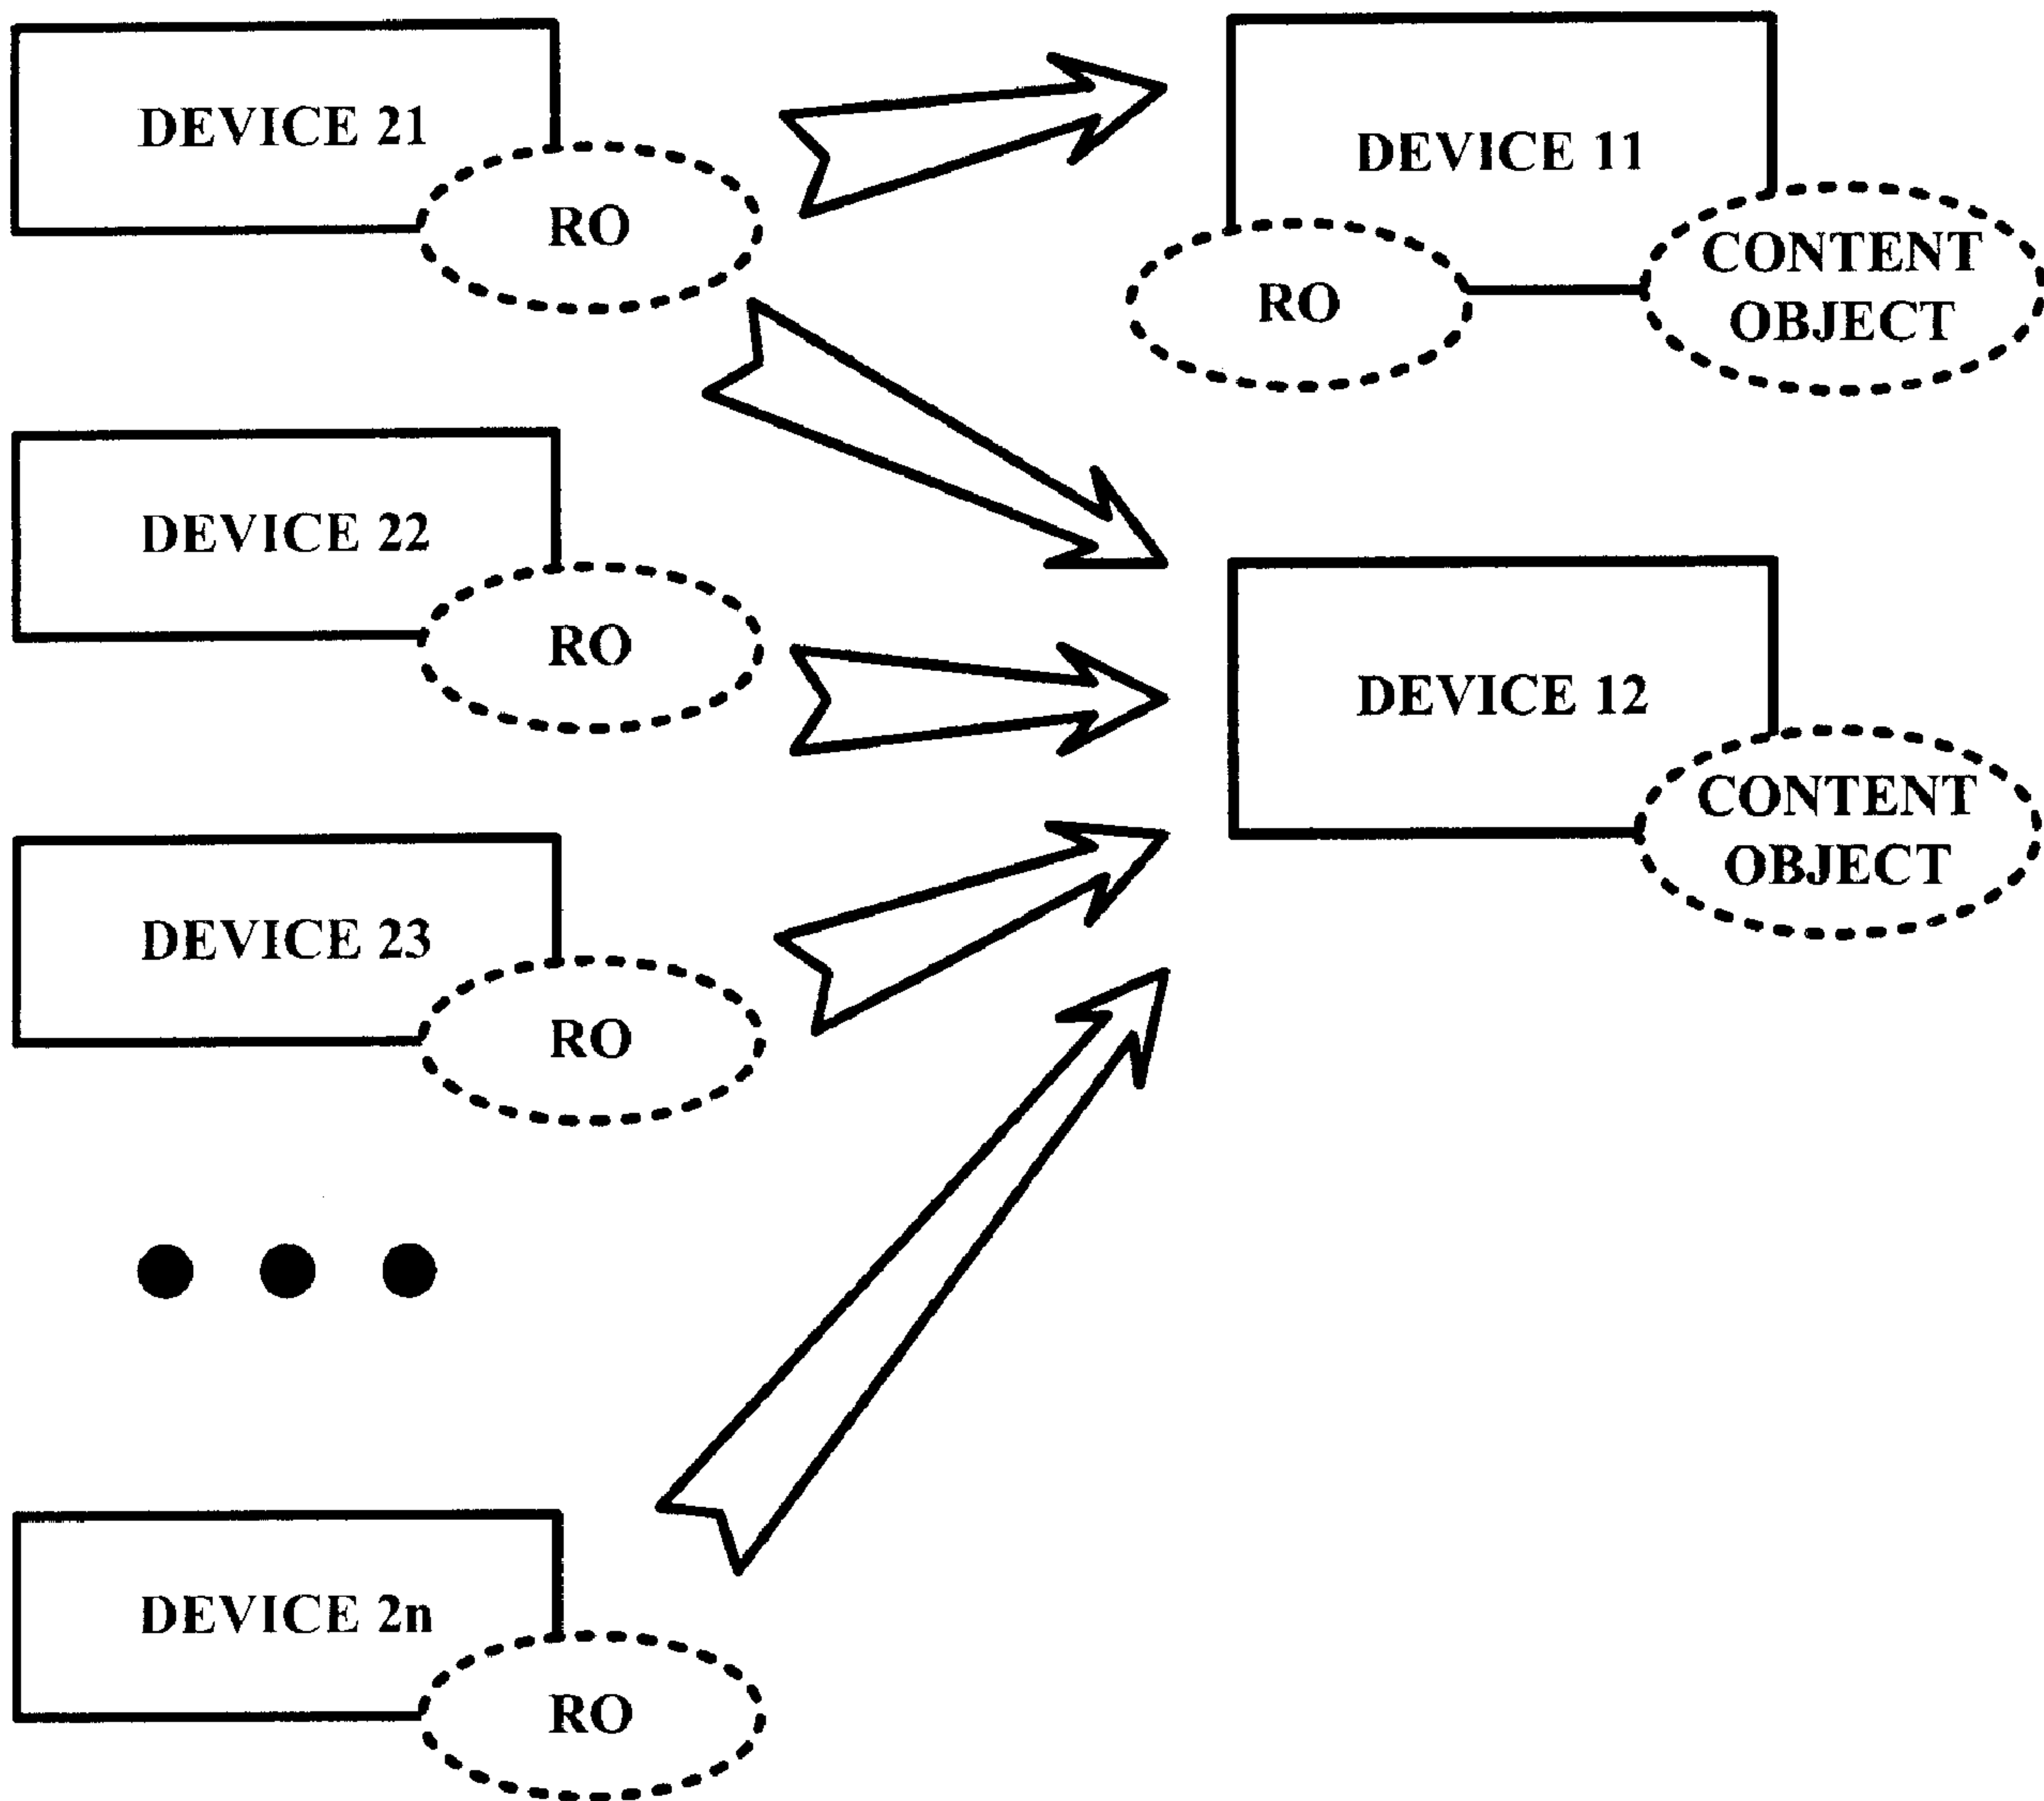 DEVICE 21
RO
DEVICE 11
RO
CONTENT
OBJECT
DEVICE 22
RO
DEVICE 12
CONTENT
OBJECT
DEVICE 23
RO
DEVICE 2n
RO